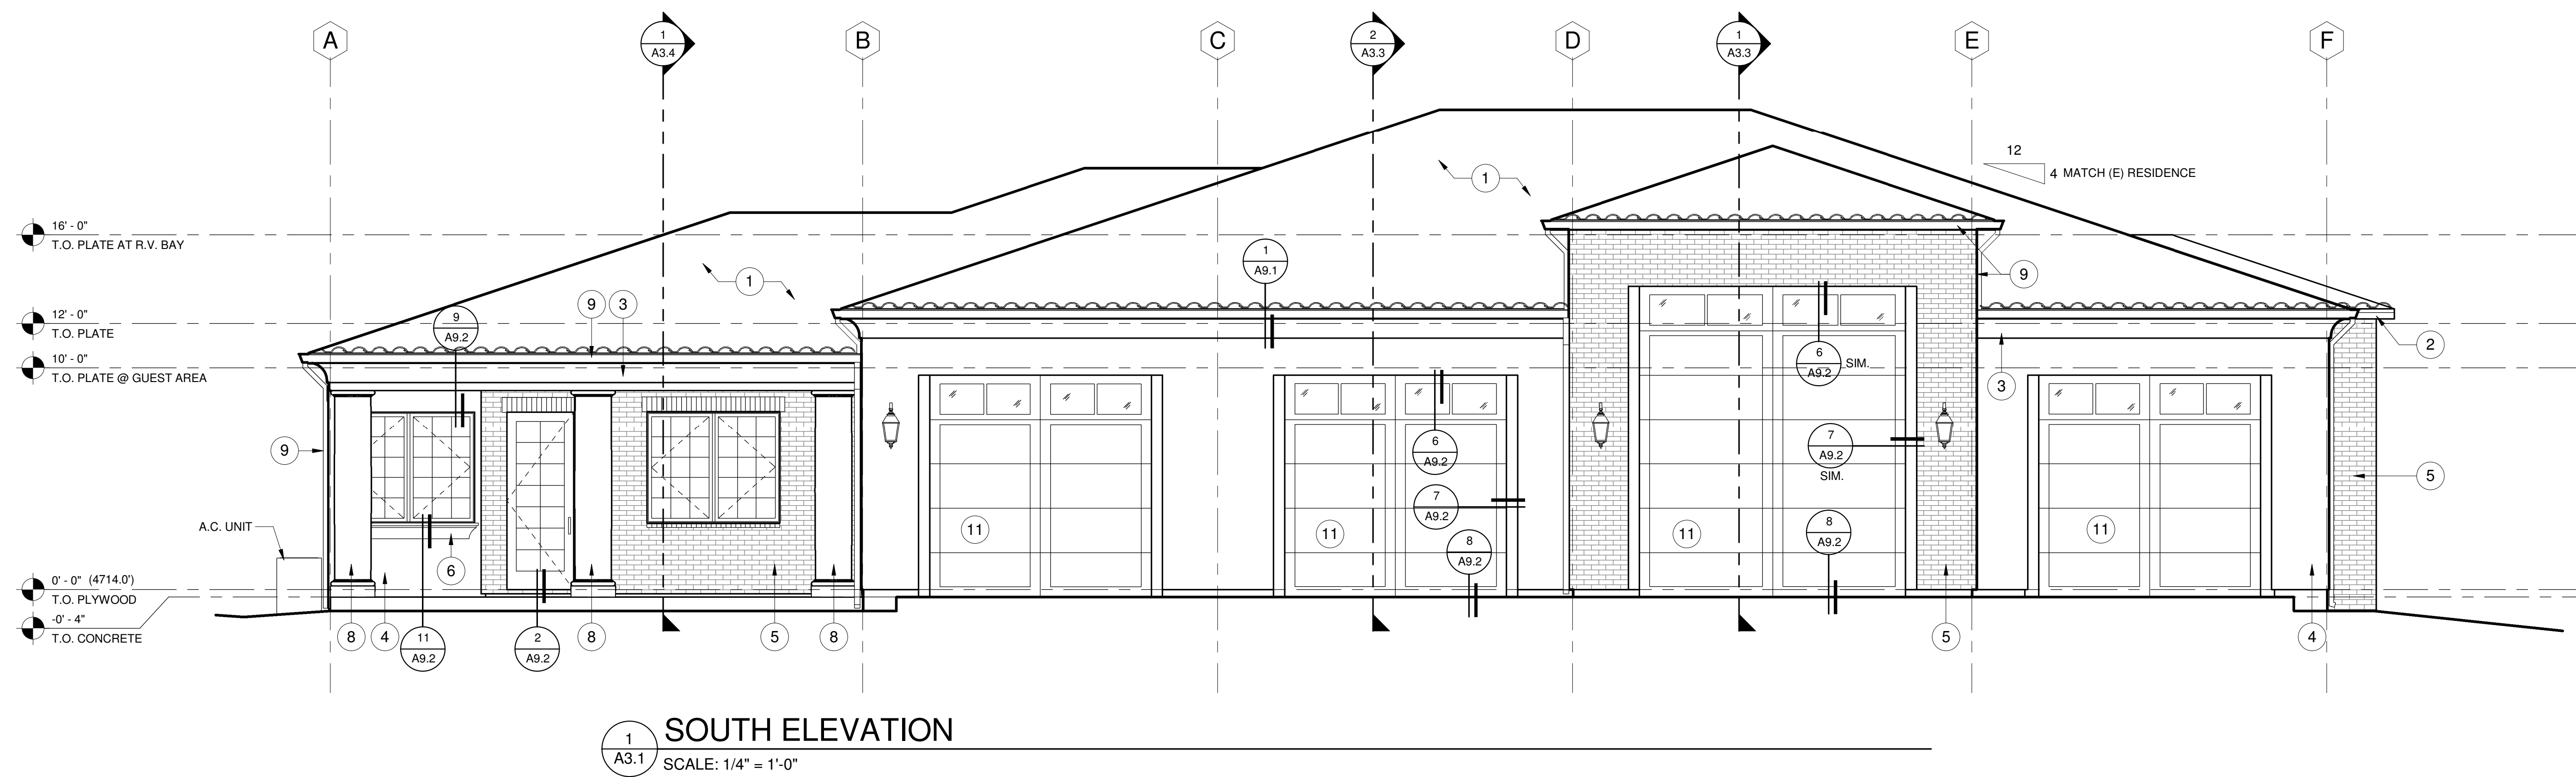 A
1
A3.4
B
C
2
A3.3
D
1
A3.3
E
F
12
4 MATCH (E) RESIDENCE
1
16' - 0"
T.O. PLATE AT R.V. BAY
1
A9.1
9
1
9
3
9
A9.2
12' - 0"
T.O. PLATE
2
10' - 0"
T.O. PLATE @ GUEST AREA
6
A9.2
SIM.
3
9
6
A9.2
7
A9.2
SIM.
5
7
A9.2
A.C. UNIT
11
11
8
A9.2
11
8
A9.2
11
6
0' - 0" (4714.0')
T.O. PLYWOOD
-0' - 4"
T.O. CONCRETE
8
4
11
A9.2
2
A9.2
8
5
8
5
4
1
A3.1
SOUTH ELEVATION
SCALE: 1/4" = 1'-0"